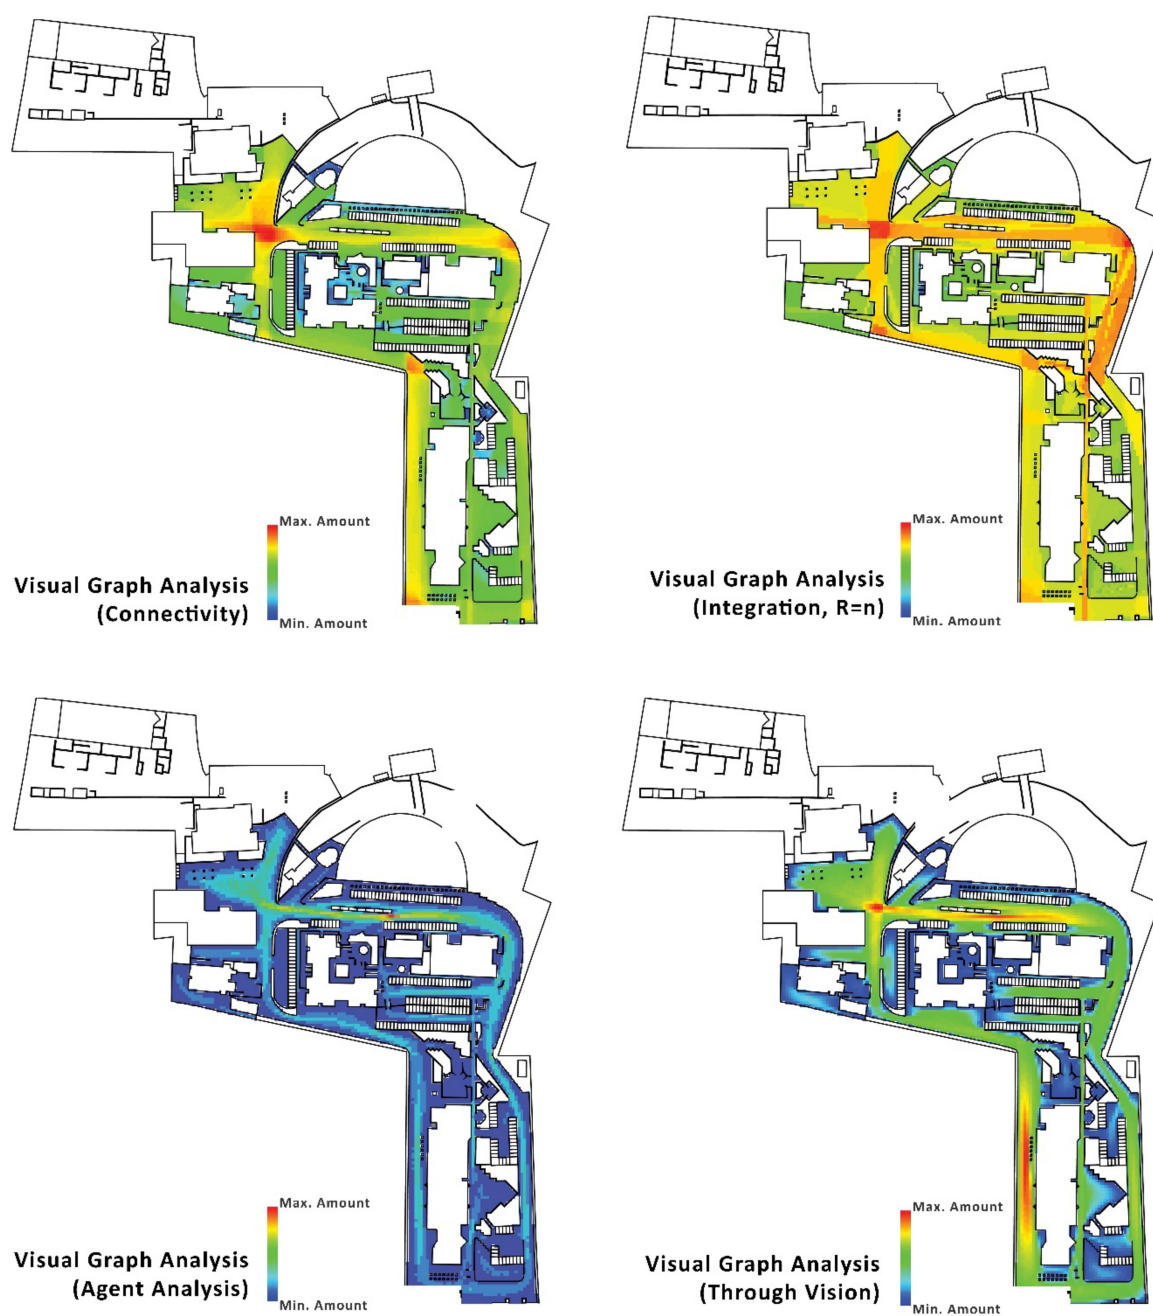 Max. Amount
Visual Graph Analysis
(Connectivity)
Min. Amount
Max. Amount
Visual Graph Analysis
(Integration, R=n)
Min. Amount
Max. Amount
Visual Graph Analysis
(Agent Analysis)
Min. Amount
Max. Amount
Visual Graph Analysis
(Through Vision)
Min. Amount